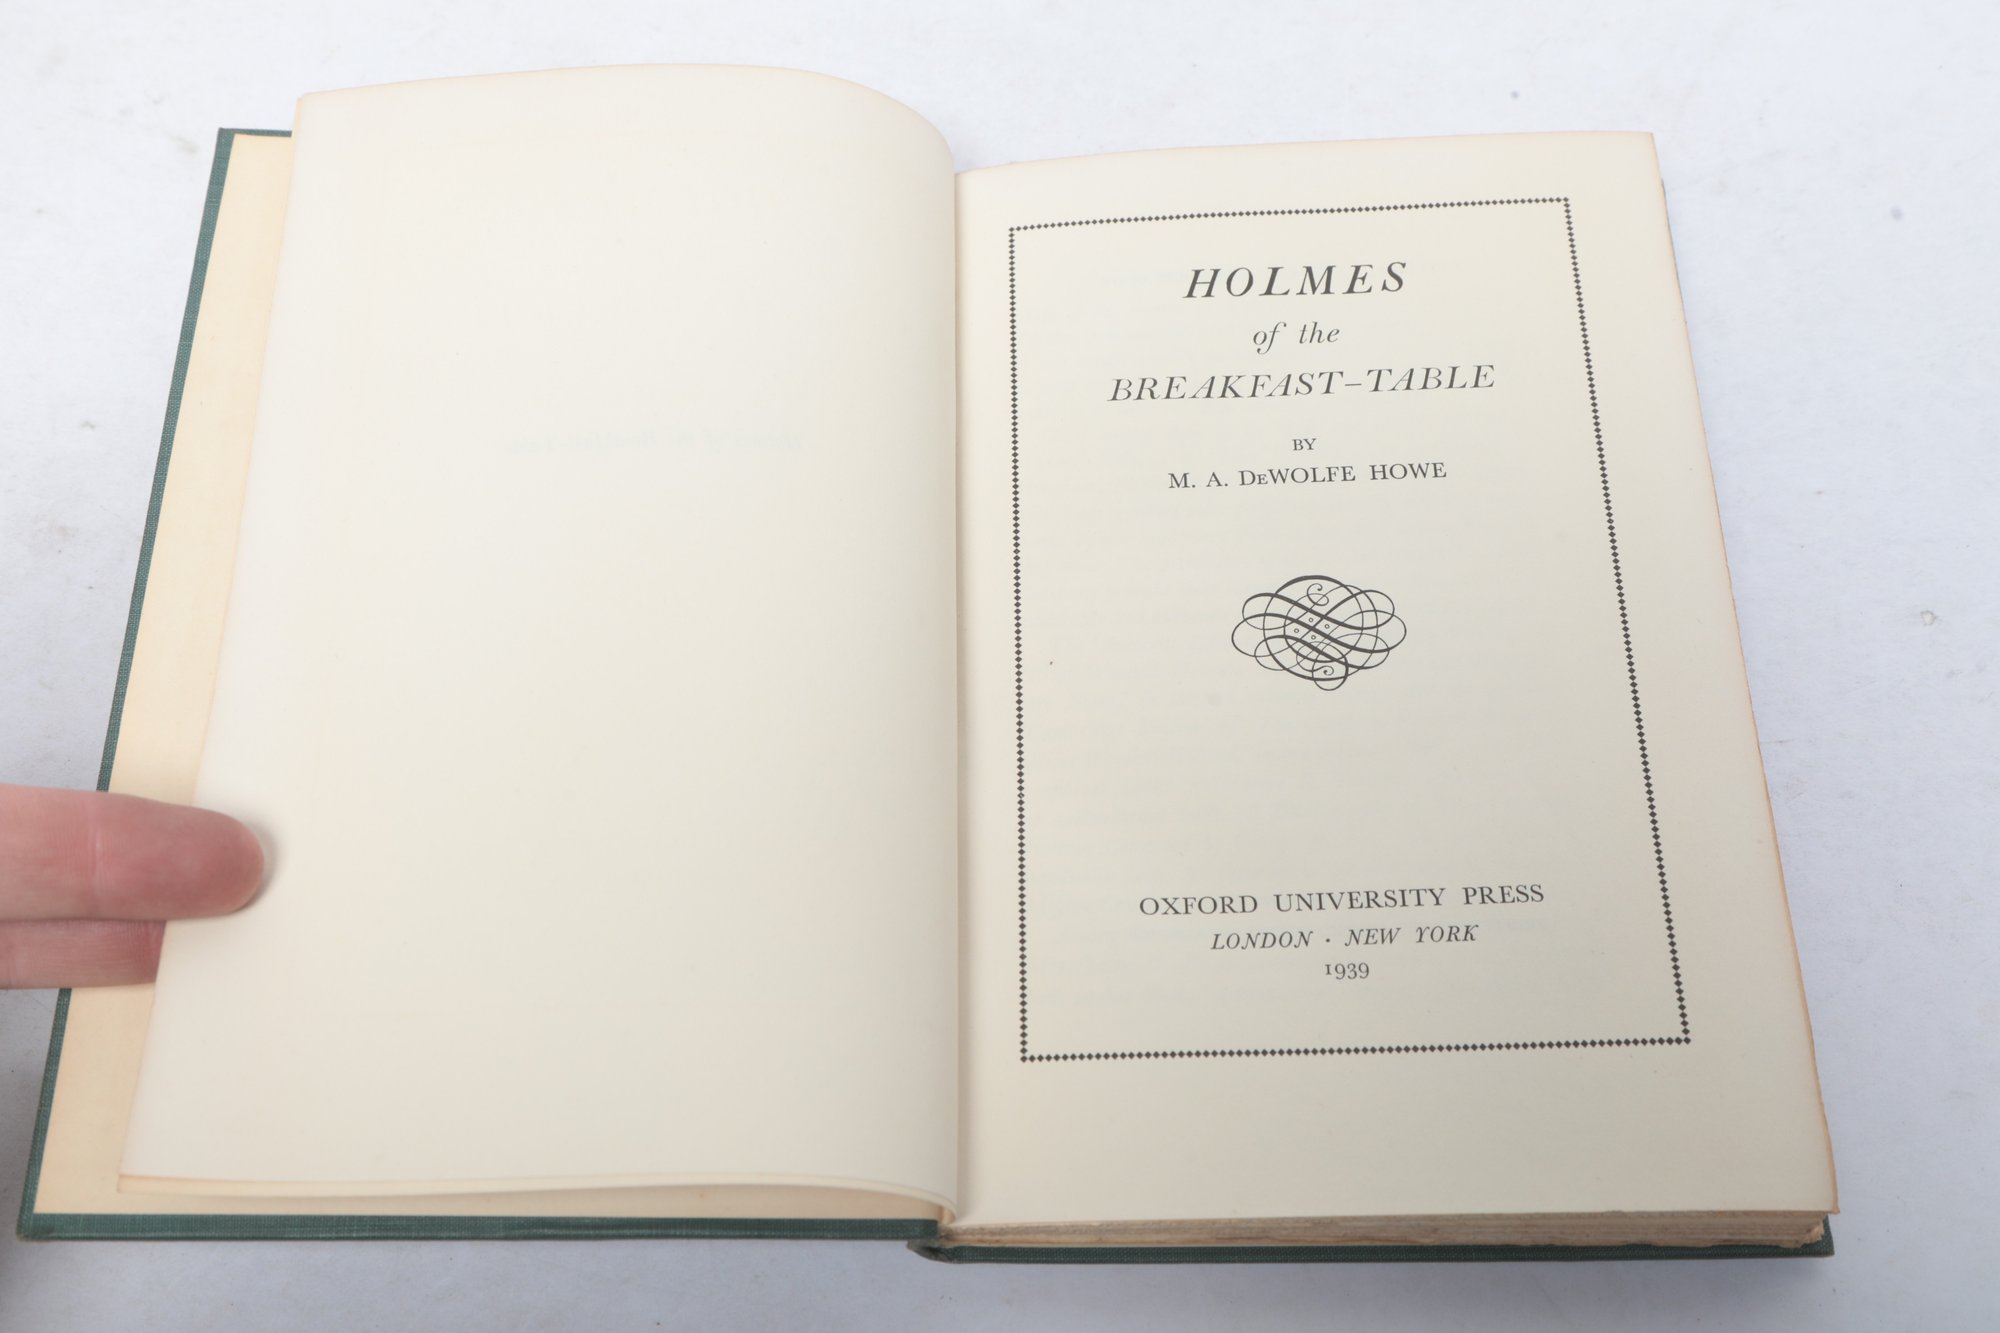 HOLMES
of the
BREAKFAST-TABLE
BY
M. A. DeWOLFE HOWE
OXFORD UNIVERSITY PRESS
LONDON · NEW YORK
1939